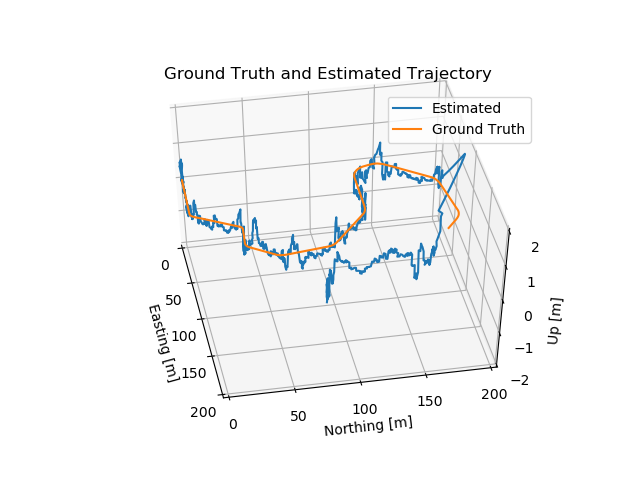 Ground Truth and Estimated Trajectory
Estimated
Ground Truth
0
50
100
150
200
Easting [m]
0
50
100
150
200
Northing [m]
2
1
0
−1
−2
Up [m]